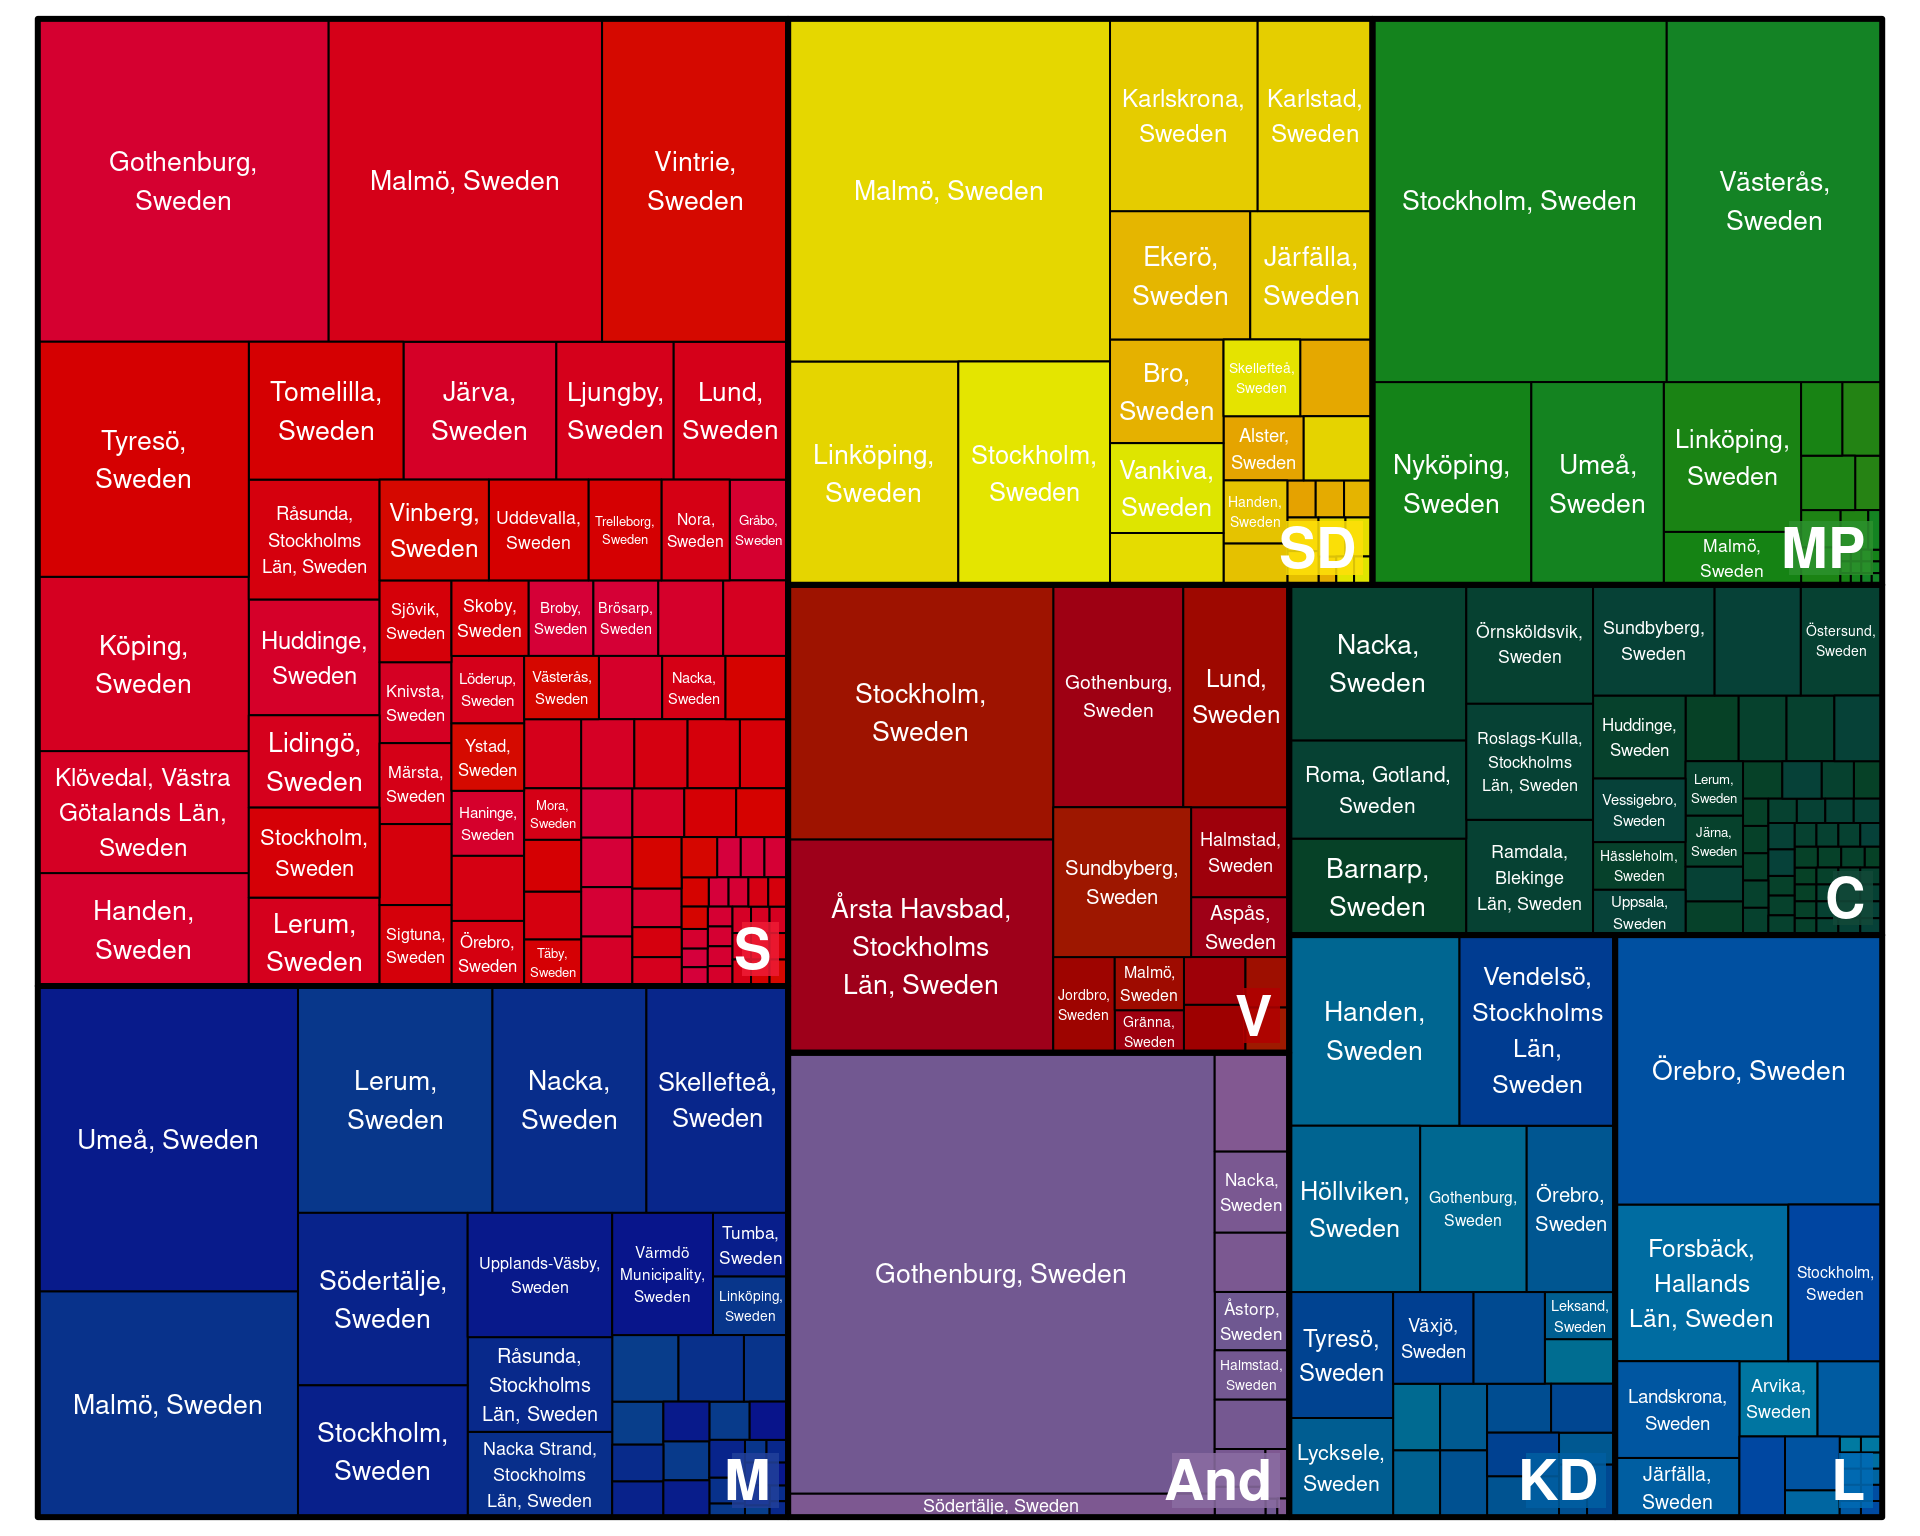 Gothenburg,
Sweden
Malmö, Sweden
Vintrie,
Sweden
Tyresö,
Sweden
Tomelilla,
Sweden
Järva,
Sweden
Ljungby,
Sweden
Lund,
Sweden
Råsunda,
Stockholms
Län, Sweden
Vinberg,
Sweden
Uddevalla,
Sweden
Trelleborg,
Sweden
Nora,
Sweden
Gråbo,
Sweden
Köping,
Sweden
Huddinge,
Sweden
Sjövik,
Sweden
Skoby,
Sweden
Broby,
Sweden
Brösarp,
Sweden
Knivsta,
Sweden
Löderup,
Sweden
Västerås,
Sweden
Nacka,
Sweden
Klövedal, Västra
Götalands Län,
Sweden
Lidingö,
Sweden
Märsta,
Sweden
Ystad,
Sweden
Haninge,
Sweden
Mora,
Sweden
Stockholm,
Sweden
Handen,
Sweden
Lerum,
Sweden
Sigtuna,
Sweden
Örebro,
Sweden
Täby,
Sweden
S
Malmö, Sweden
Karlskrona,
Sweden
Karlstad,
Sweden
Ekerö,
Sweden
Järfälla,
Sweden
Linköping,
Sweden
Stockholm,
Sweden
Bro,
Sweden
Skellefteå,
Sweden
Alster,
Sweden
Vankiva,
Sweden
Handen,
Sweden
SD
Stockholm, Sweden
Västerås,
Sweden
Nyköping,
Sweden
Umeå,
Sweden
Linköping,
Sweden
Malmö,
Sweden
MP
Stockholm,
Sweden
Gothenburg,
Sweden
Lund,
Sweden
Årsta Havsbad,
Stockholms
Län, Sweden
Sundbyberg,
Sweden
Halmstad,
Sweden
Aspås,
Sweden
Jordbro,
Sweden
Malmö,
Sweden
Gränna,
Sweden
V
Nacka,
Sweden
Örnsköldsvik,
Sweden
Sundbyberg,
Sweden
Östersund,
Sweden
Roma, Gotland,
Sweden
Roslags-Kulla,
Stockholms
Län, Sweden
Huddinge,
Sweden
Vessigebro,
Sweden
Lerum,
Sweden
Järna,
Sweden
Barnarp,
Sweden
Ramdala,
Blekinge
Län, Sweden
Hässleholm,
Sweden
Uppsala,
Sweden
C
Umeå, Sweden
Lerum,
Sweden
Nacka,
Sweden
Skellefteå,
Sweden
Malmö, Sweden
Södertälje,
Sweden
Upplands-Väsby,
Sweden
Värmdö
Municipality,
Sweden
Tumba,
Sweden
Linköping,
Sweden
Stockholm,
Sweden
Råsunda,
Stockholms
Län, Sweden
Nacka Strand,
Stockholms
Län, Sweden
M
Gothenburg, Sweden
Nacka,
Sweden
Åstorp,
Sweden
Halmstad,
Sweden
Södertälje, Sweden
And
Handen,
Sweden
Vendelsö,
Stockholms
Län,
Sweden
Höllviken,
Sweden
Gothenburg,
Sweden
Örebro,
Sweden
Tyresö,
Sweden
Växjö,
Sweden
Leksand,
Sweden
Lycksele,
Sweden
KD
Örebro, Sweden
Forsbäck,
Hallands
Län, Sweden
Stockholm,
Sweden
Landskrona,
Sweden
Arvika,
Sweden
Järfälla,
Sweden
L